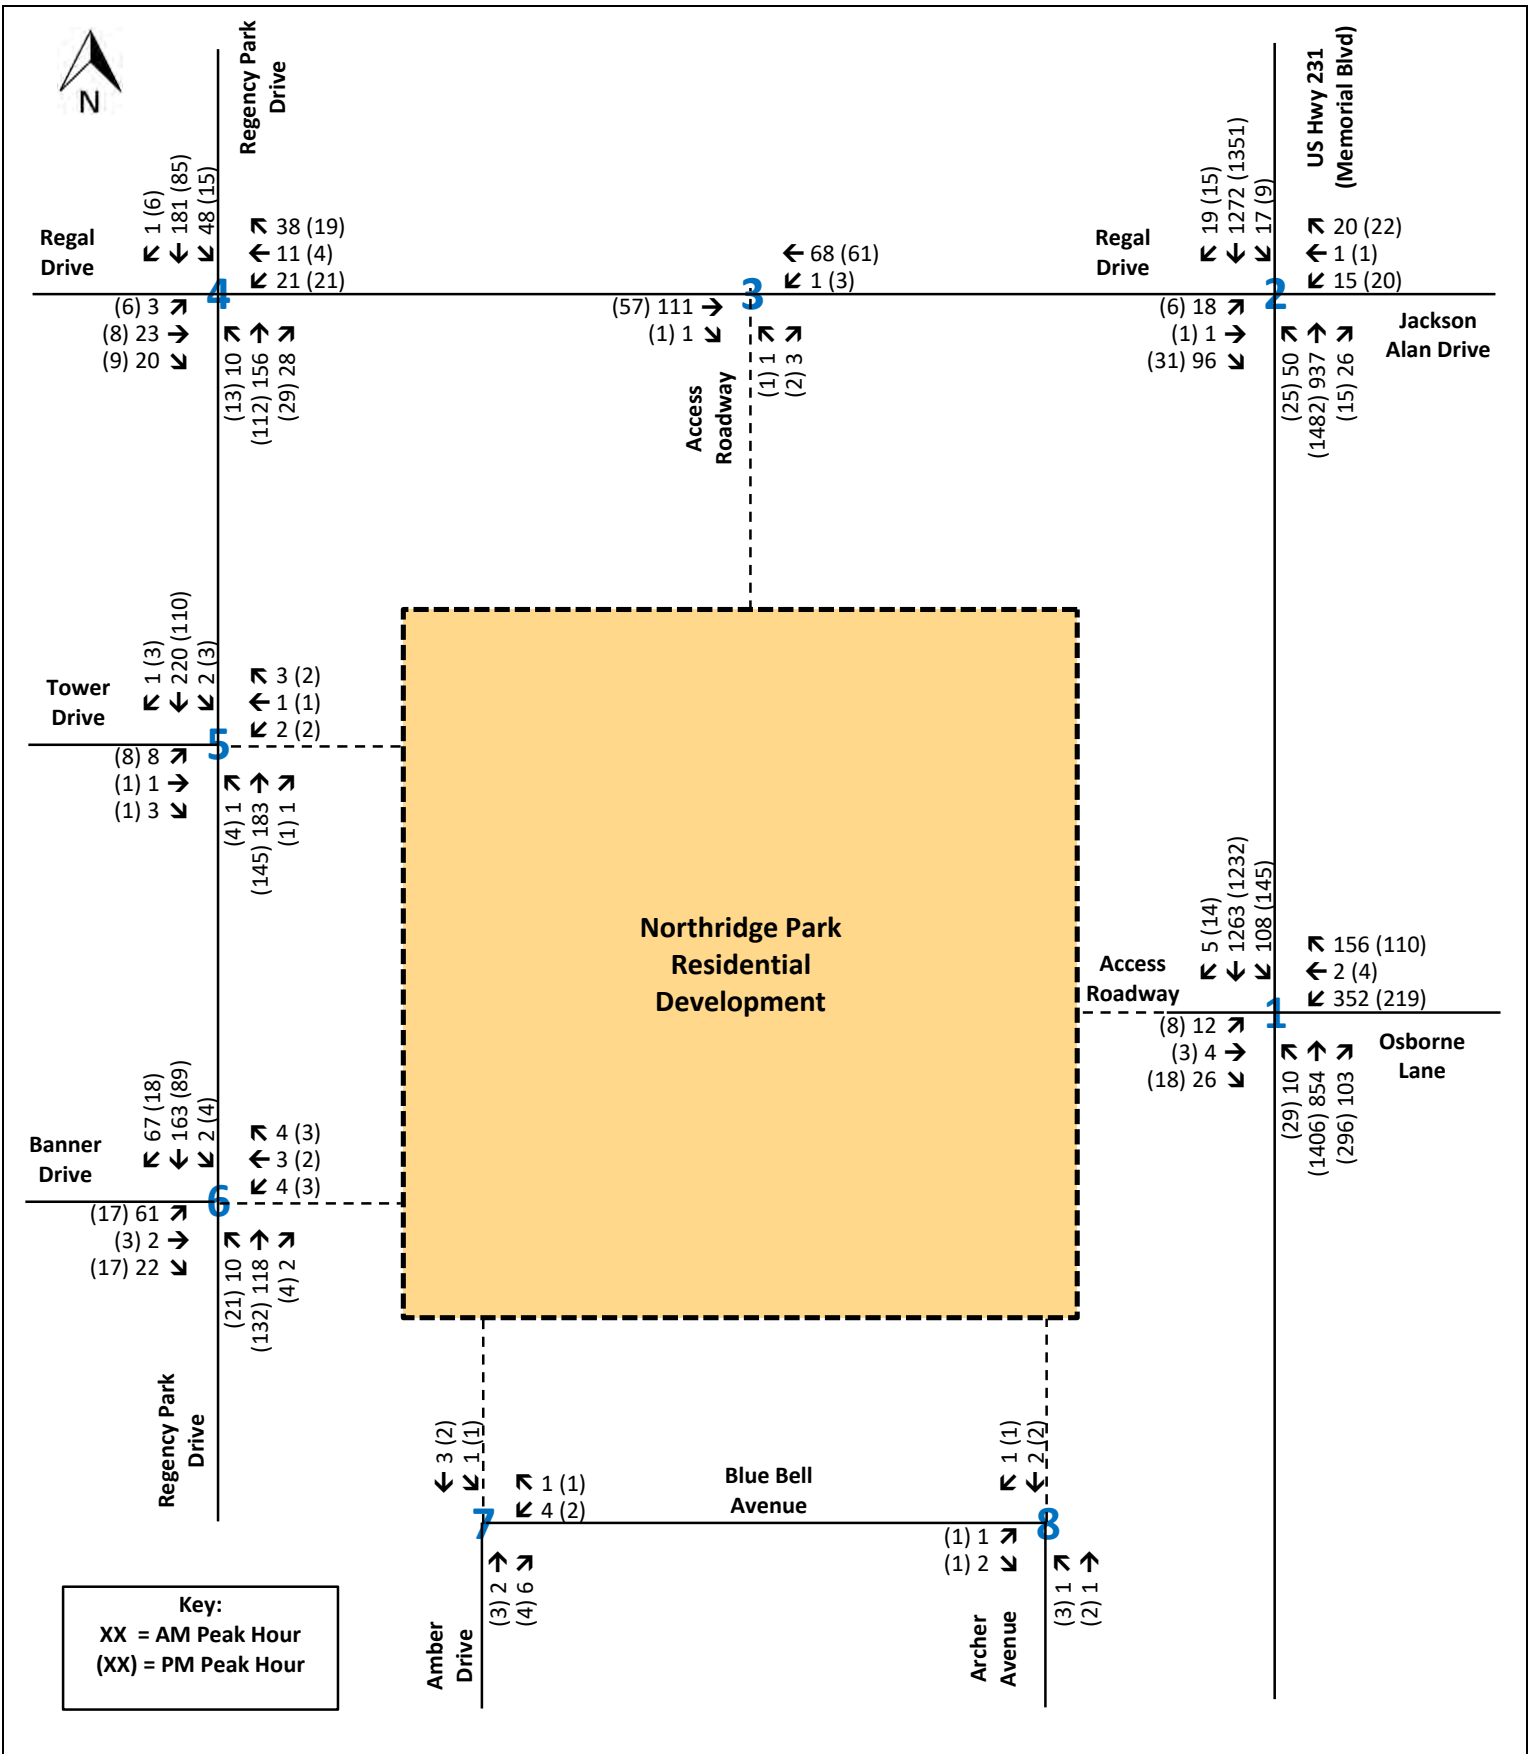 N
Regency Park
Drive
US Hwy 231
(Memorial Blvd)
1 (6)
181 (85)
48 (15)
Regal
Drive
38 (19)
11 (4)
21 (21)
4
(6) 3
(8) 23
(9) 20
(13) 10
(112) 156
(29) 28
68 (61)
1 (3)
3
(57) 111
(1) 1
(1) 1
(2) 3
Access
Roadway
19 (15)
1272 (1351)
17 (9)
Regal
Drive
20 (22)
1 (1)
15 (20)
2
Jackson
Alan Drive
(6) 18
(1) 1
(31) 96
(25) 50
(1482) 937
(15) 26
1 (3)
220 (110)
2 (3)
Tower
Drive
3 (2)
1 (1)
2 (2)
5
(8) 8
(1) 1
(1) 3
(4) 1
(145) 183
(1) 1
Northridge Park
Residential
Development
5 (14)
1263 (1232)
108 (145)
Access
Roadway
156 (110)
2 (4)
352 (219)
1
Osborne
Lane
(8) 12
(3) 4
(18) 26
(29) 10
(1406) 854
(296) 103
67 (18)
163 (89)
2 (4)
Banner
Drive
4 (3)
3 (2)
4 (3)
6
(17) 61
(3) 2
(17) 22
(21) 10
(132) 118
(4) 2
Regency Park
Drive
3 (2)
1 (1)
1 (1)
4 (2)
7
Blue Bell
Avenue
1 (1)
2 (2)
8
(1) 1
(1) 2
(3) 2
(4) 6
(3) 1
(2) 1
Amber
Drive
Archer
Avenue
Key:
XX = AM Peak Hour
(XX) = PM Peak Hour